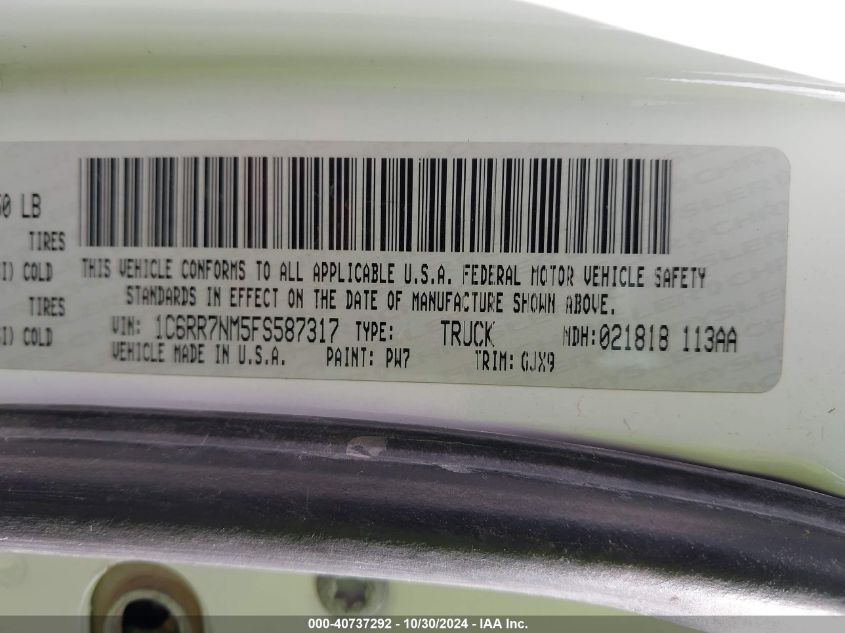 50 LB
TIRES
SI) COLD
THIS VEHICLE CONFORMS TO ALL APPLICABLE U.S.A. FEDERAL MOTOR VEHICLE SAFETY
STANDARDS IN EFFECT ON THE DATE OF MANUFACTURE SHOWN ABOVE.
TIRES
SI) COLD
VIN: 1C6RR7NM5FS587317 TYPE: TRUCK MDH:021818 113AA
VEHICLE MADE IN U.S.A. PAINT: PW7 TRIM: GJX9
000-40737292 - 10/30/2024 - IAA Inc.